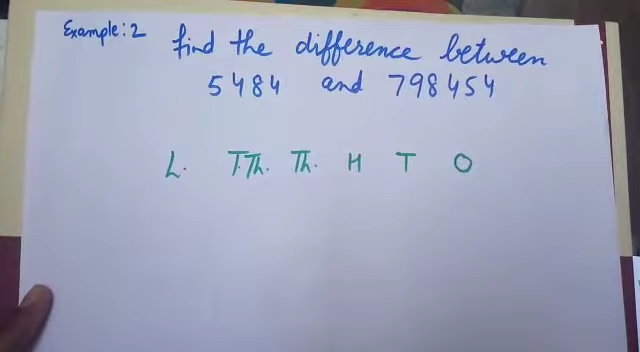 Example: 2
find the difference between
5484 and 798454
L. T.Th. Th. H T O